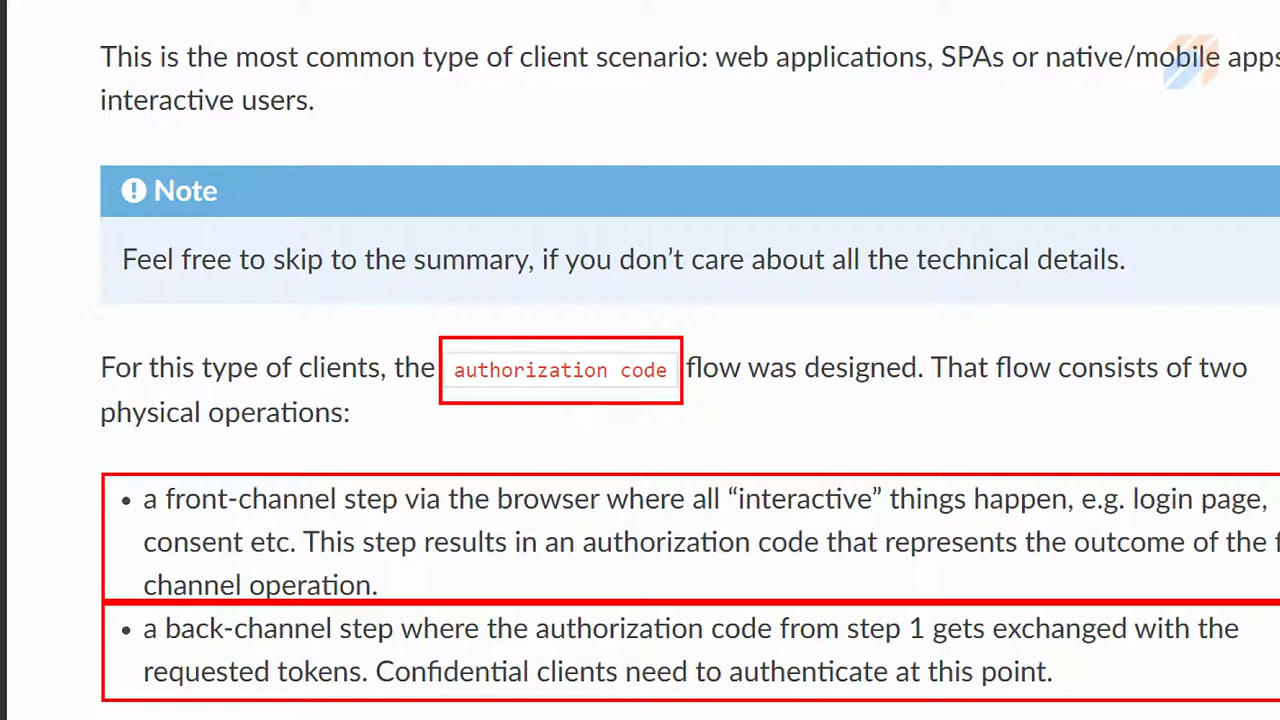 This is the most common type of client scenario: web applications, SPAs or native/mobile apps
interactive users.
Note
Feel free to skip to the summary, if you don’t care about all the technical details.
For this type of clients, the authorization code flow was designed. That flow consists of two
physical operations:
• a front-channel step via the browser where all “interactive” things happen, e.g. login page,
consent etc. This step results in an authorization code that represents the outcome of the
channel operation.
• a back-channel step where the authorization code from step 1 gets exchanged with the
requested tokens. Confidential clients need to authenticate at this point.